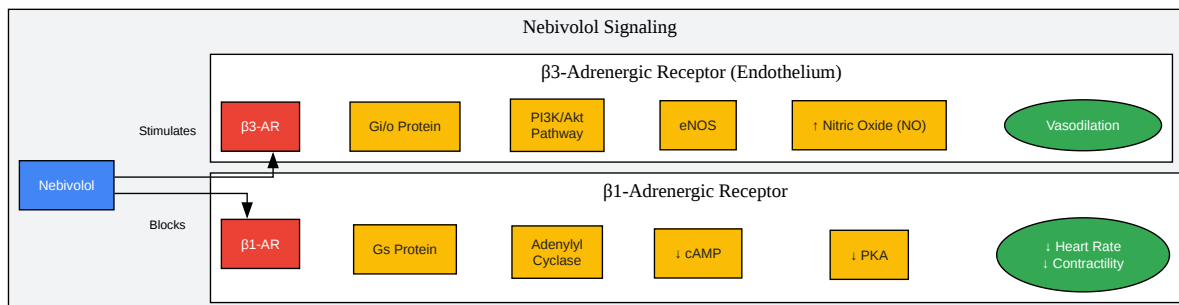 Nebivolol Signaling
β3-Adrenergic Receptor (Endothelium)
Stimulates
β3-AR
Gi/o Protein
PI3K/Akt
Pathway
eNOS
↑ Nitric Oxide (NO)
Vasodilation
Nebivolol
β1-Adrenergic Receptor
Blocks
β1-AR
Gs Protein
Adenylyl
Cyclase
↓ cAMP
↓ PKA
↓ Heart Rate
↓ Contractility